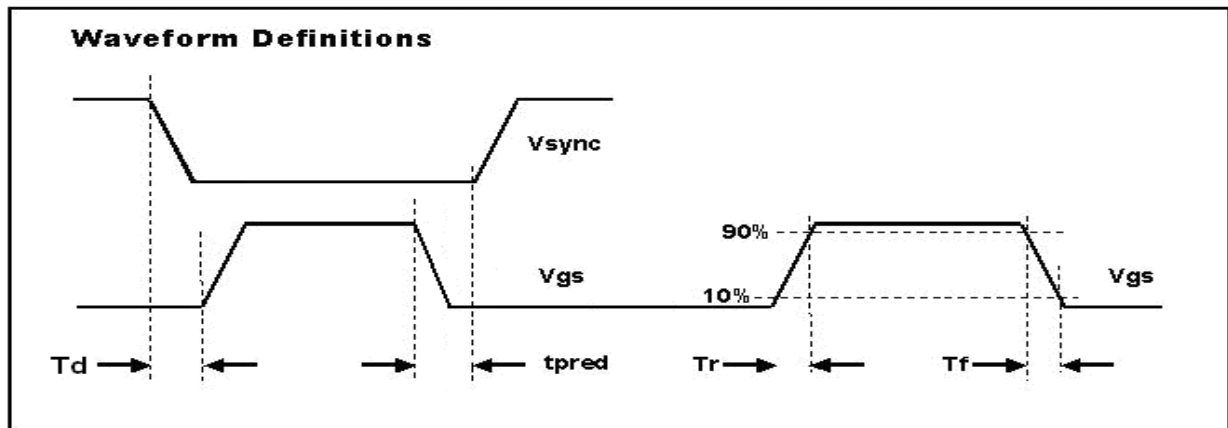 Waveform Definitions
Vsync
90%
Vgs
Vgs
10%
Td
tpred
Tr
Tf